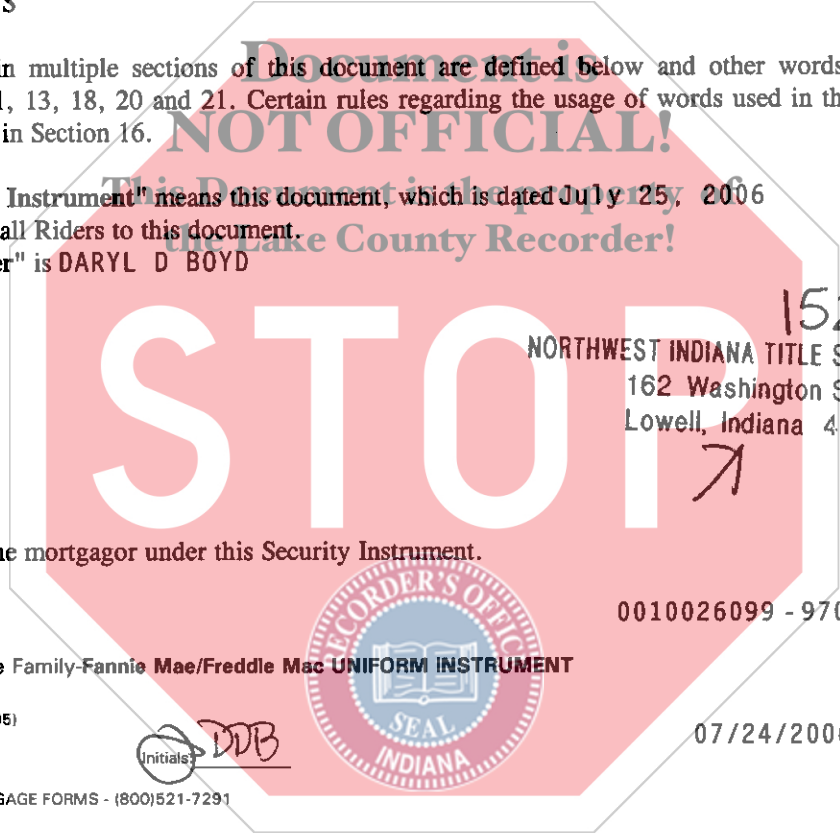 S
in multiple sections of this document are defined below and other words
, 13, 18, 20 and 21. Certain rules regarding the usage of words used in th
in Section 16.
Document is
NOT OFFICIAL!
This Document is the property of
the Lake County Recorder!
Instrument" means this document, which is dated July 25, 2006
all Riders to this document.
er" is DARYL D BOYD
NORTHWEST INDIANA TITLE S
162 Washington S
Lowell, Indiana 4
STOP
he mortgagor under this Security Instrument.
0010026099 - 970
RECORDER'S OFFICE
SEAL
INDIANA
e Family-Fannie Mae/Freddie Mac UNIFORM INSTRUMENT
05)
Initials: DDB
07/24/200
GAGE FORMS - (800)521-7291